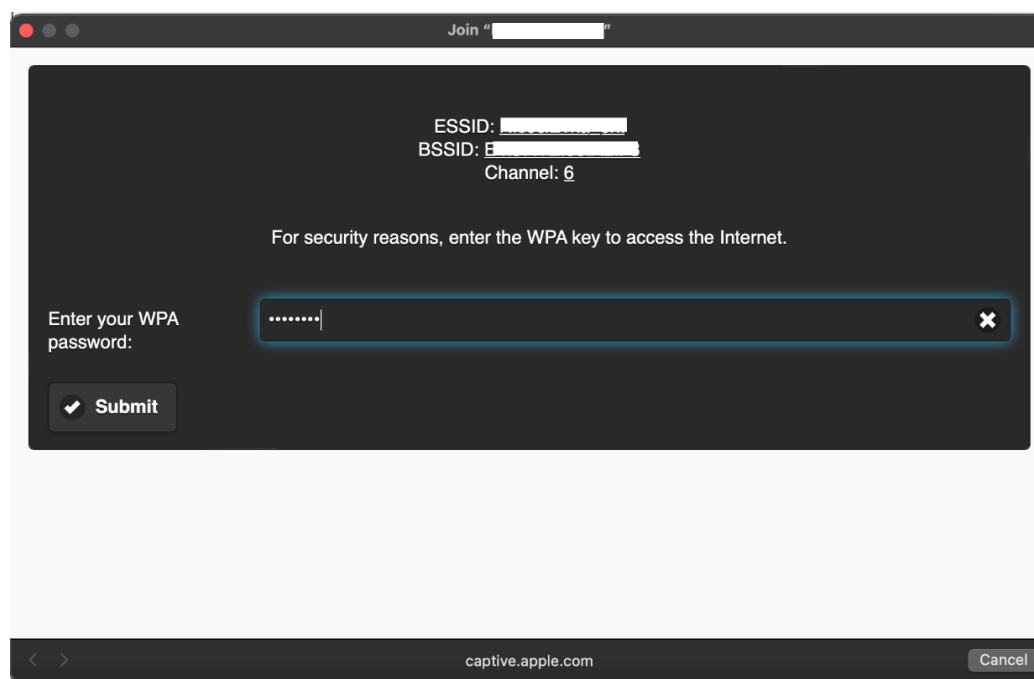 Join “ ”
ESSID:
BSSID:
Channel: 6
For security reasons, enter the WPA key to access the Internet.
Enter your WPA
password:
••••••••
Submit
captive.apple.com
Cancel